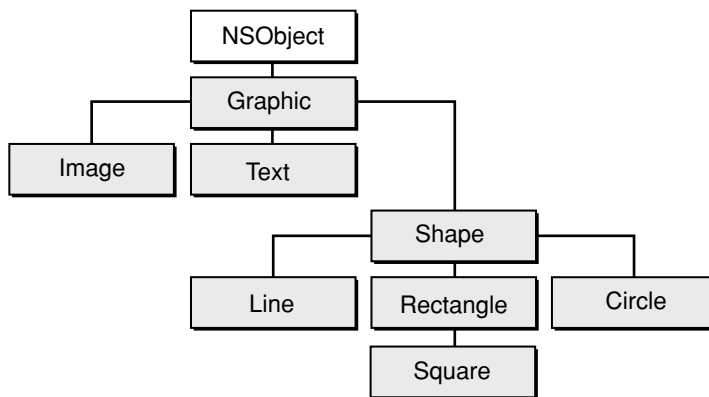 NSObject
Graphic
Image
Text
Shape
Line
Rectangle
Circle
Square